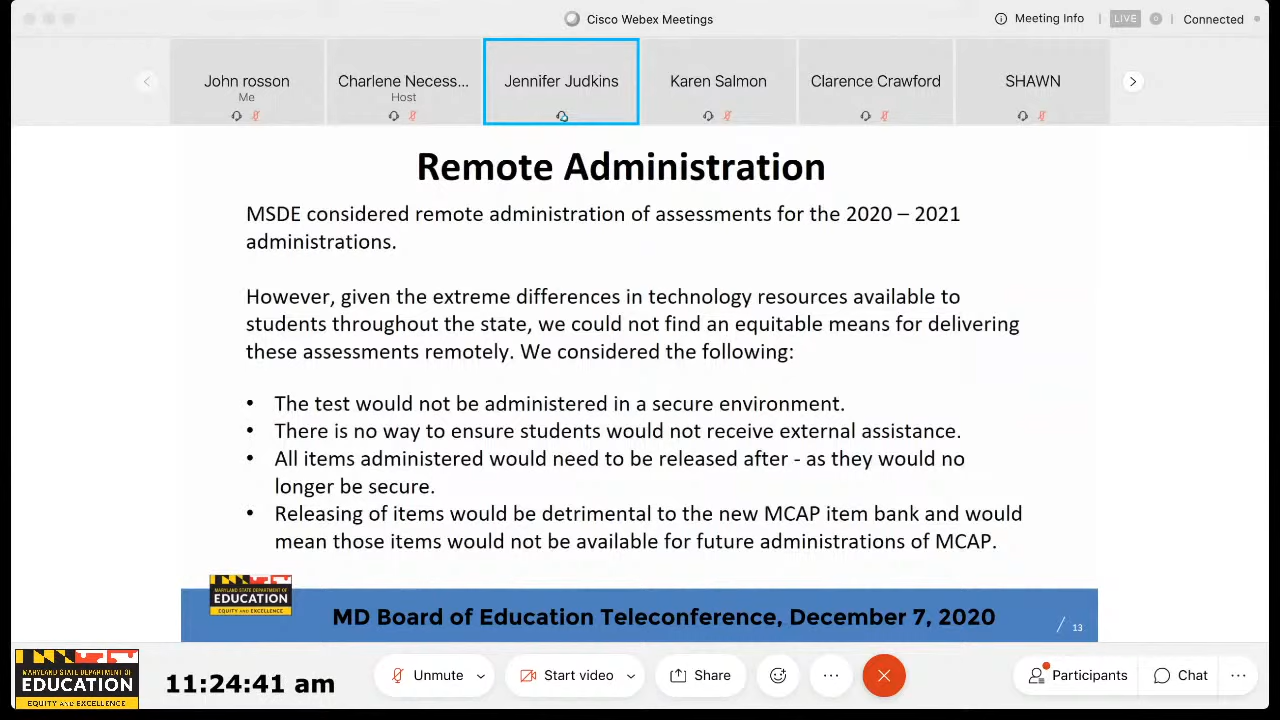 Cisco Webex Meetings
Meeting Info
LIVE
Connected
John rosson
Me
Charlene Necess...
Host
Jennifer Judkins
Karen Salmon
Clarence Crawford
SHAWN
Remote Administration
MSDE considered remote administration of assessments for the 2020 – 2021
administrations.
However, given the extreme differences in technology resources available to
students throughout the state, we could not find an equitable means for delivering
these assessments remotely. We considered the following:
• The test would not be administered in a secure environment.
• There is no way to ensure students would not receive external assistance.
• All items administered would need to be released after - as they would no
longer be secure.
• Releasing of items would be detrimental to the new MCAP item bank and would
mean those items would not be available for future administrations of MCAP.
MARYLAND STATE DEPARTMENT OF
EDUCATION
EQUITY AND EXCELLENCE
MD Board of Education Teleconference, December 7, 2020
/ 13
MARYLAND STATE DEPARTMENT OF
EDUCATION
EQUITY AND EXCELLENCE
11:24:41 am
Unmute
Start video
Share
Participants
Chat